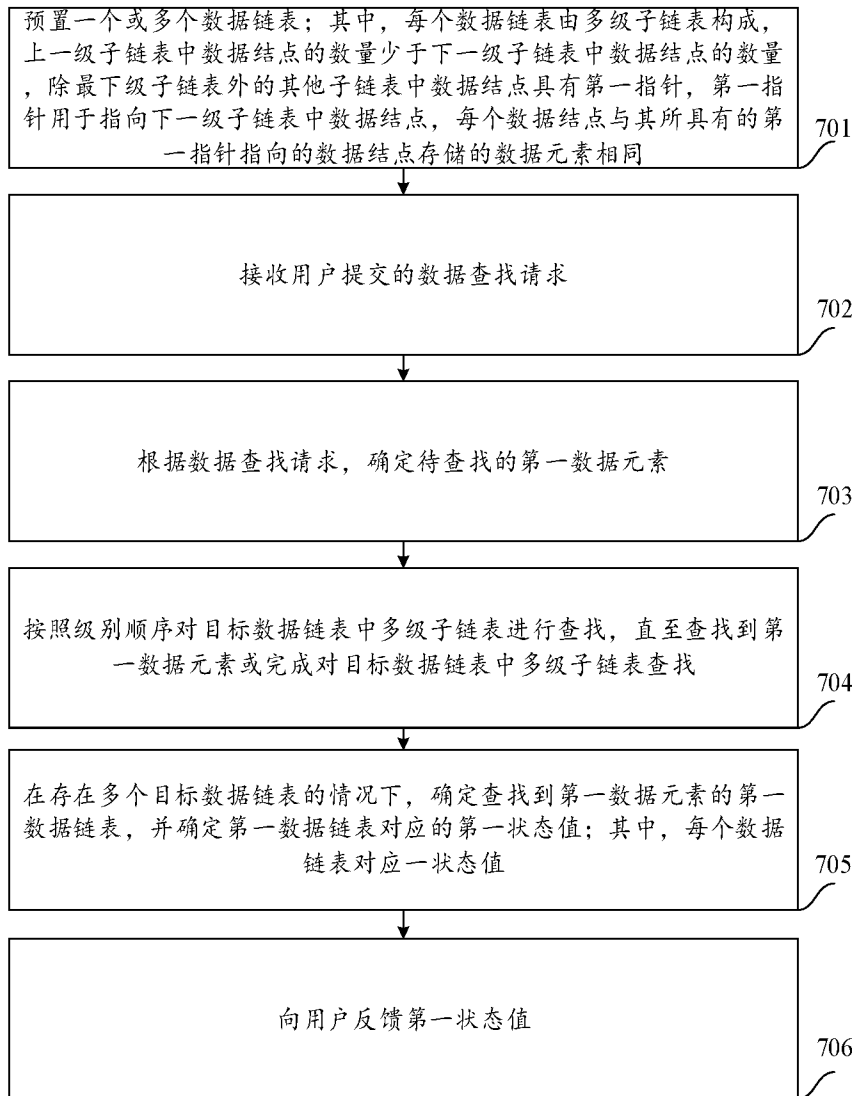 预置一个或多个数据链表；其中，每个数据链表由多级子链表构成，
上一级子链表中数据结点的数量少于下一级子链表中数据结点的数量
，除最下级子链表外的其他子链表中数据结点具有第一指针，第一指
针用于指向下一级子链表中数据结点，每个数据结点与其所具有的第
一指针指向的数据结点存储的数据元素相同
701
接收用户提交的数据查找请求
702
根据数据查找请求，确定待查找的第一数据元素
703
按照级别顺序对目标数据链表中多级子链表进行查找，直至查找到第
一数据元素或完成对目标数据链表中多级子链表查找
704
在存在多个目标数据链表的情况下，确定查找到第一数据元素的第一
数据链表，并确定第一数据链表对应的第一状态值；其中，每个数据
链表对应一状态值
705
向用户反馈第一状态值
706